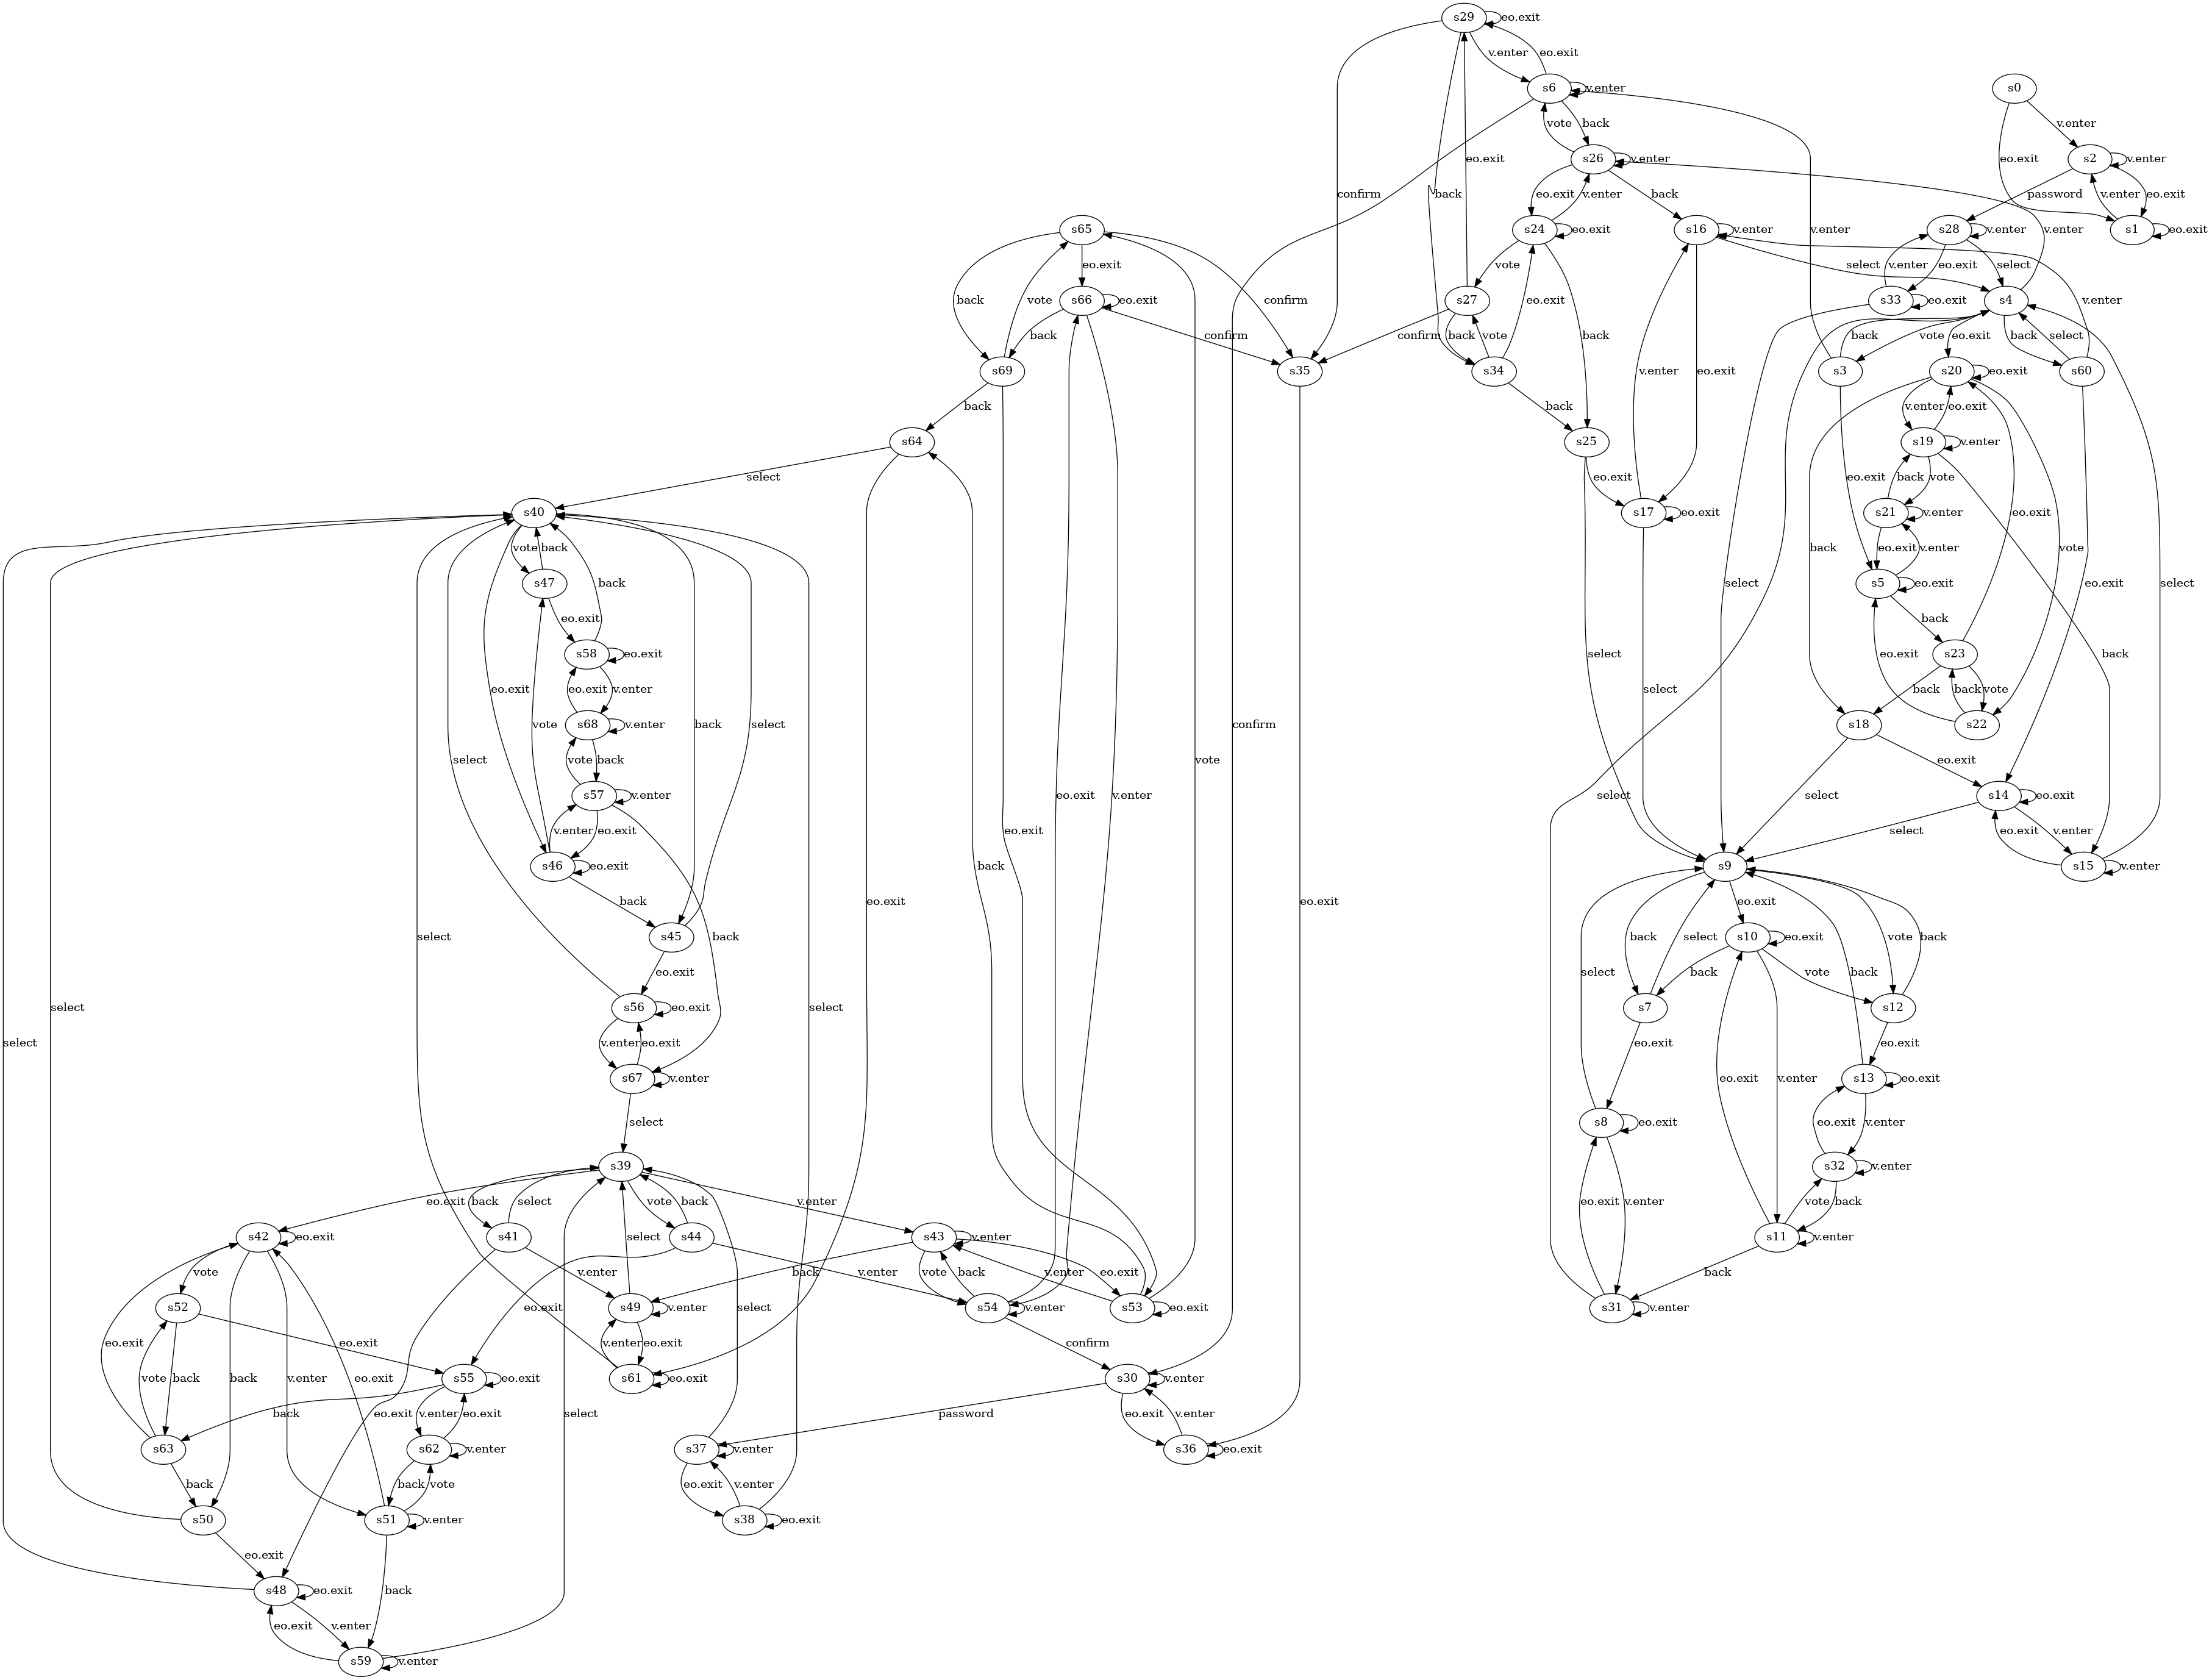 s29 eo.exit
v.enter eo.exit
s6 v.enter s0
vote back v.enter
s26 v.enter eo.exit s2 v.enter
confirm back eo.exit v.enter back password v.enter eo.exit
s65 s24 eo.exit s16 v.enter v.enter s28 v.enter v.enter s1 eo.exit
back vote eo.exit confirm vote select v.enter eo.exit select
s66 eo.exit s27 s33 eo.exit s4 v.enter
back confirm confirm back vote back back vote eo.exit back select
s69 s35 s34 v.enter eo.exit s3 s20 eo.exit s60
back back v.enter eo.exit
s64 s25 s19 v.enter
select eo.exit eo.exit back vote
s40 s17 eo.exit s21 v.enter eo.exit
vote back back vote eo.exit v.enter
s47 select s5 eo.exit eo.exit select
eo.exit back
s58 eo.exit select eo.exit s23 back
eo.exit eo.exit v.enter select back back vote
s68 v.enter vote back select confirm s18 s22
select vote back eo.exit
s57 v.enter eo.exit v.enter vote select s14 eo.exit
v.enter eo.exit select eo.exit v.enter
s46 eo.exit back s9 s15 v.enter
back eo.exit eo.exit eo.exit
select s45 back select back eo.exit vote back
eo.exit s10 eo.exit
select select s56 eo.exit select back vote
v.enter eo.exit s7 s12
select s67 v.enter eo.exit eo.exit
select eo.exit v.enter s13 eo.exit back
s39 s8 eo.exit eo.exit v.enter
eo.exit back select vote back v.enter s32 v.enter
s42 eo.exit s41 s44 s43 v.enter eo.exit v.enter vote back
vote v.enter select back vote back v.enter eo.exit s11 v.enter
s52 eo.exit s49 v.enter s54 v.enter s53 eo.exit back
eo.exit eo.exit v.enter eo.exit confirm s31 v.enter
vote back back v.enter s55 eo.exit s61 eo.exit s30 v.enter
back eo.exit v.enter eo.exit select select password eo.exit v.enter
s63 s62 v.enter s37 v.enter s36 eo.exit
back back vote eo.exit v.enter
s50 s51 v.enter s38 eo.exit
eo.exit
s48 eo.exit back
eo.exit v.enter
s59 v.enter